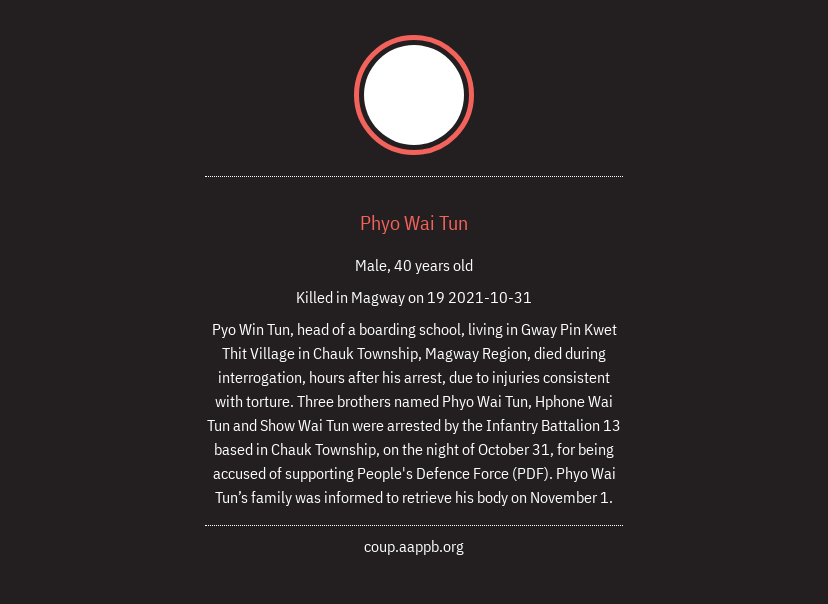 Phyo Wai Tun
Male, 40 years old
Killed in Magway on 19 2021-10-31
Pyo Win Tun, head of a boarding school, living in Gway Pin Kwet
Thit Village in Chauk Township, Magway Region, died during
interrogation, hours after his arrest, due to injuries consistent
with torture. Three brothers named Phyo Wai Tun, Hphone Wai
Tun and Show Wai Tun were arrested by the Infantry Battalion 13
based in Chauk Township, on the night of October 31, for being
accused of supporting People's Defence Force (PDF). Phyo Wai
Tun’s family was informed to retrieve his body on November 1.
coup.aappb.org